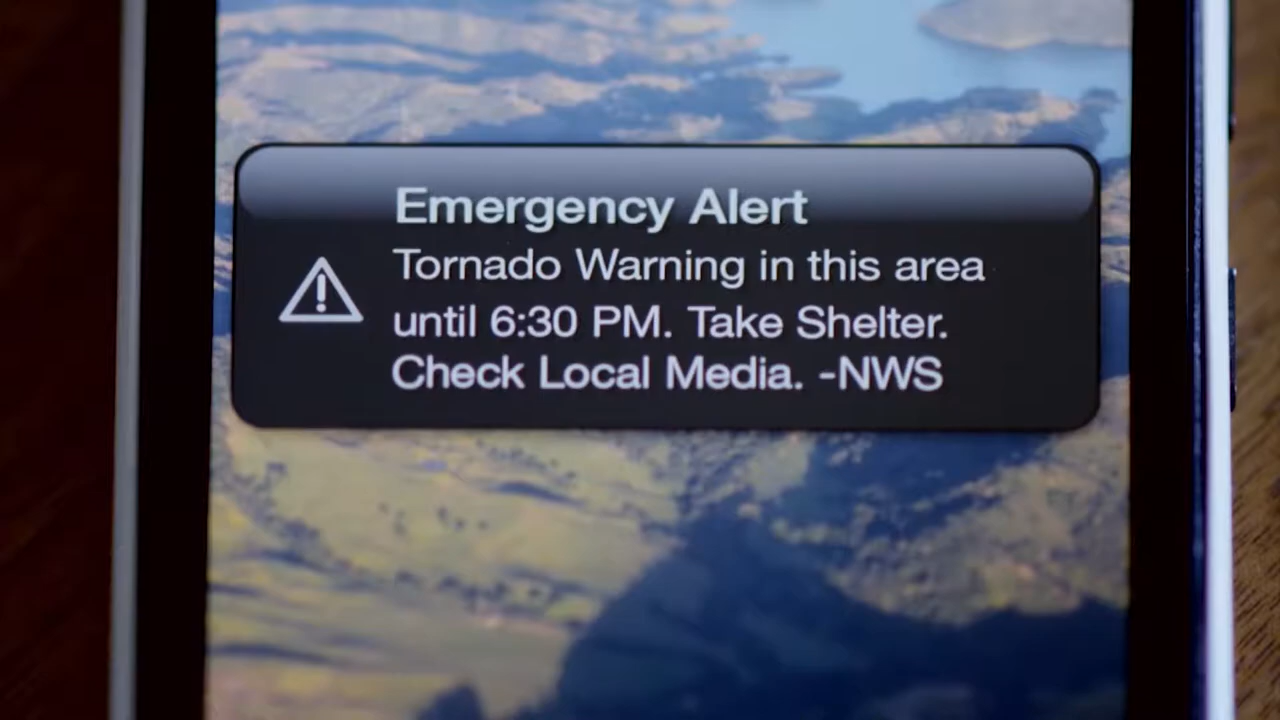 Emergency Alert
Tornado Warning in this area
until 6:30 PM. Take Shelter.
Check Local Media. -NWS